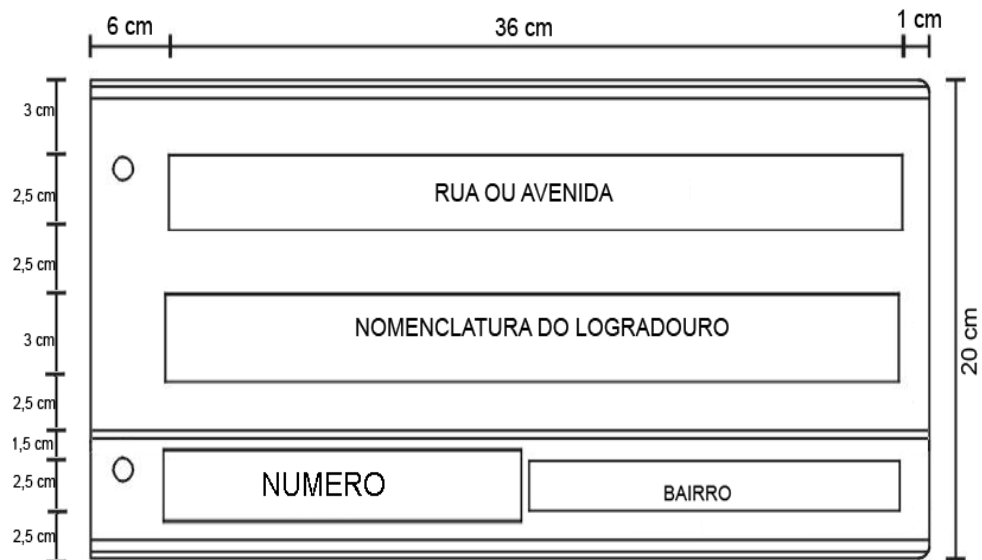 6 cm
36 cm
1 cm
3 cm
2,5 cm
RUA OU AVENIDA
2,5 cm
3 cm
NOMENCLATURA DO LOGRADOURO
20 cm
2,5 cm
1,5 cm
2,5 cm
NUMERO
BAIRRO
2,5 cm